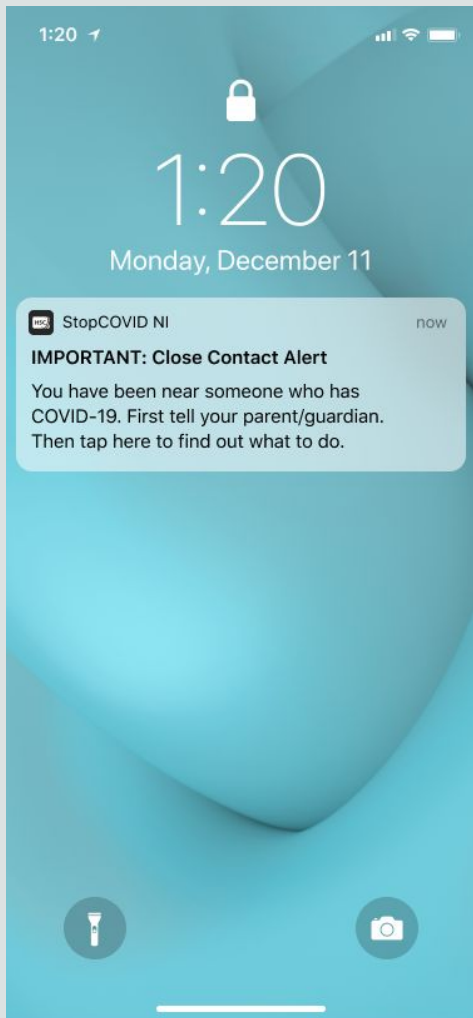 1:20
1:20
Monday, December 11
HSC StopCOVID NI now
IMPORTANT: Close Contact Alert
You have been near someone who has
COVID-19. First tell your parent/guardian.
Then tap here to find out what to do.